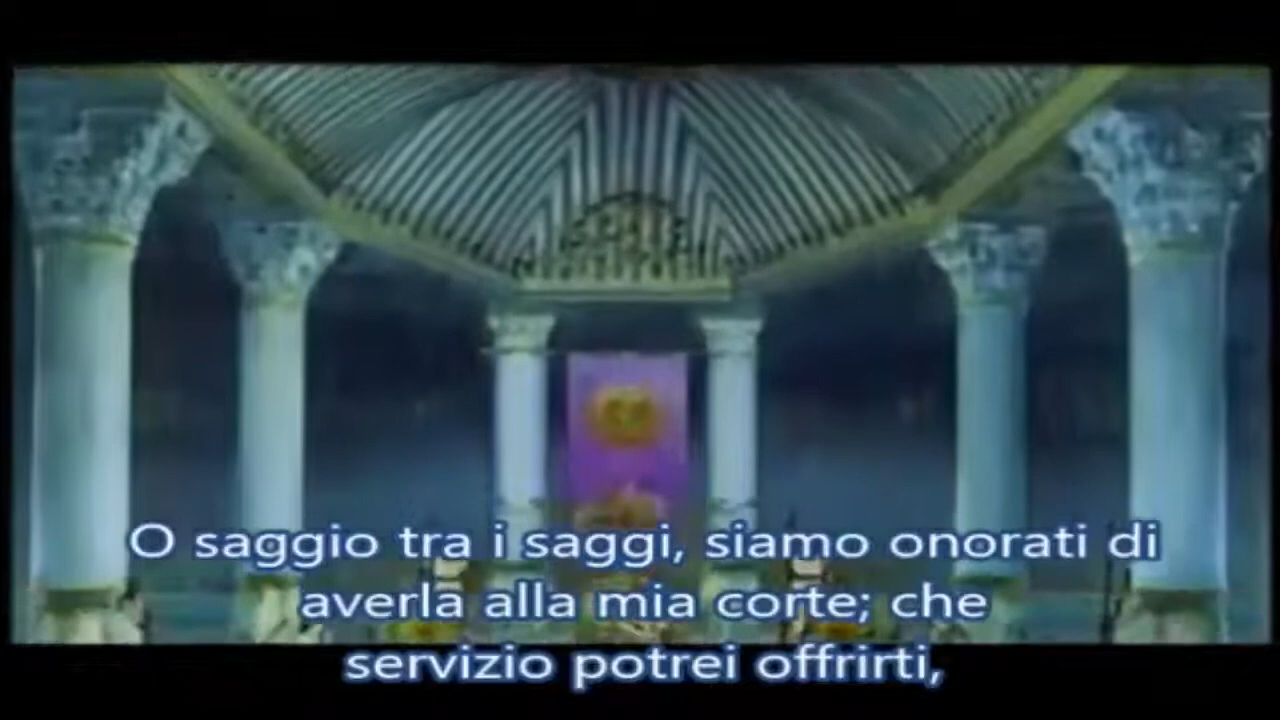 O saggio tra i saggi, siamo onorati di
averla alla mia corte; che
servizio potrei offrirti,